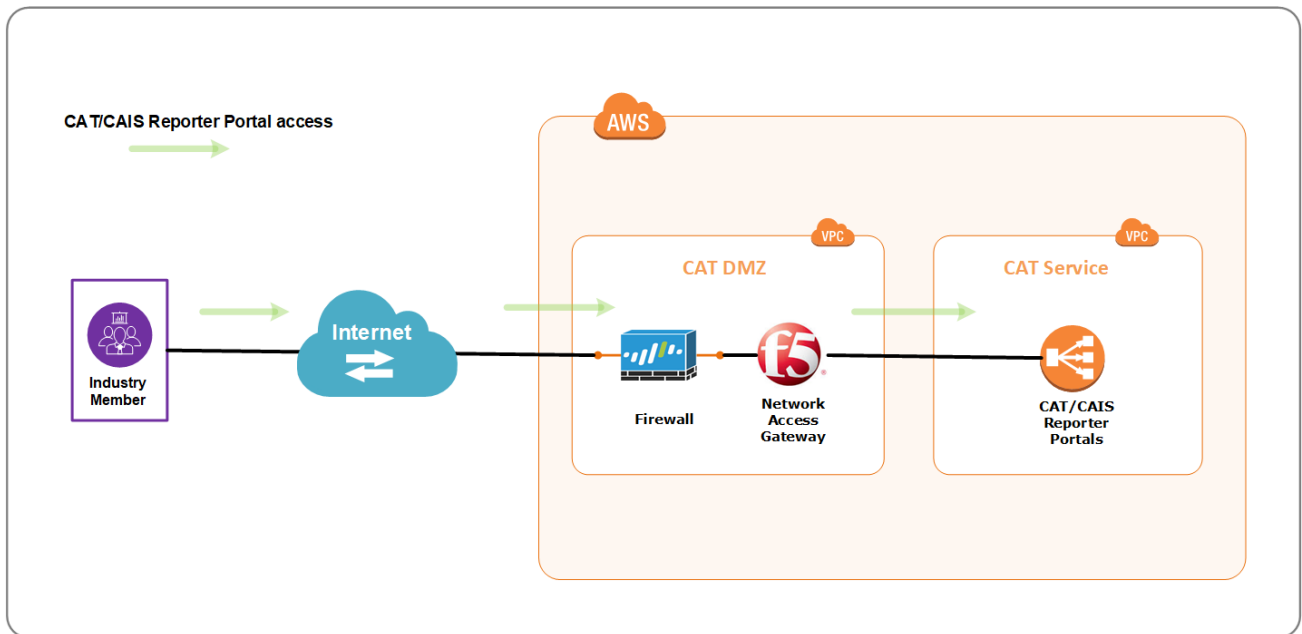 CAT/CAIS Reporter Portal access
AWS
VPC
VPC
CAT DMZ
CAT Service
Internet
Industry
Member
Firewall
f5
Network
Access
Gateway
CAT/CAIS
Reporter
Portals